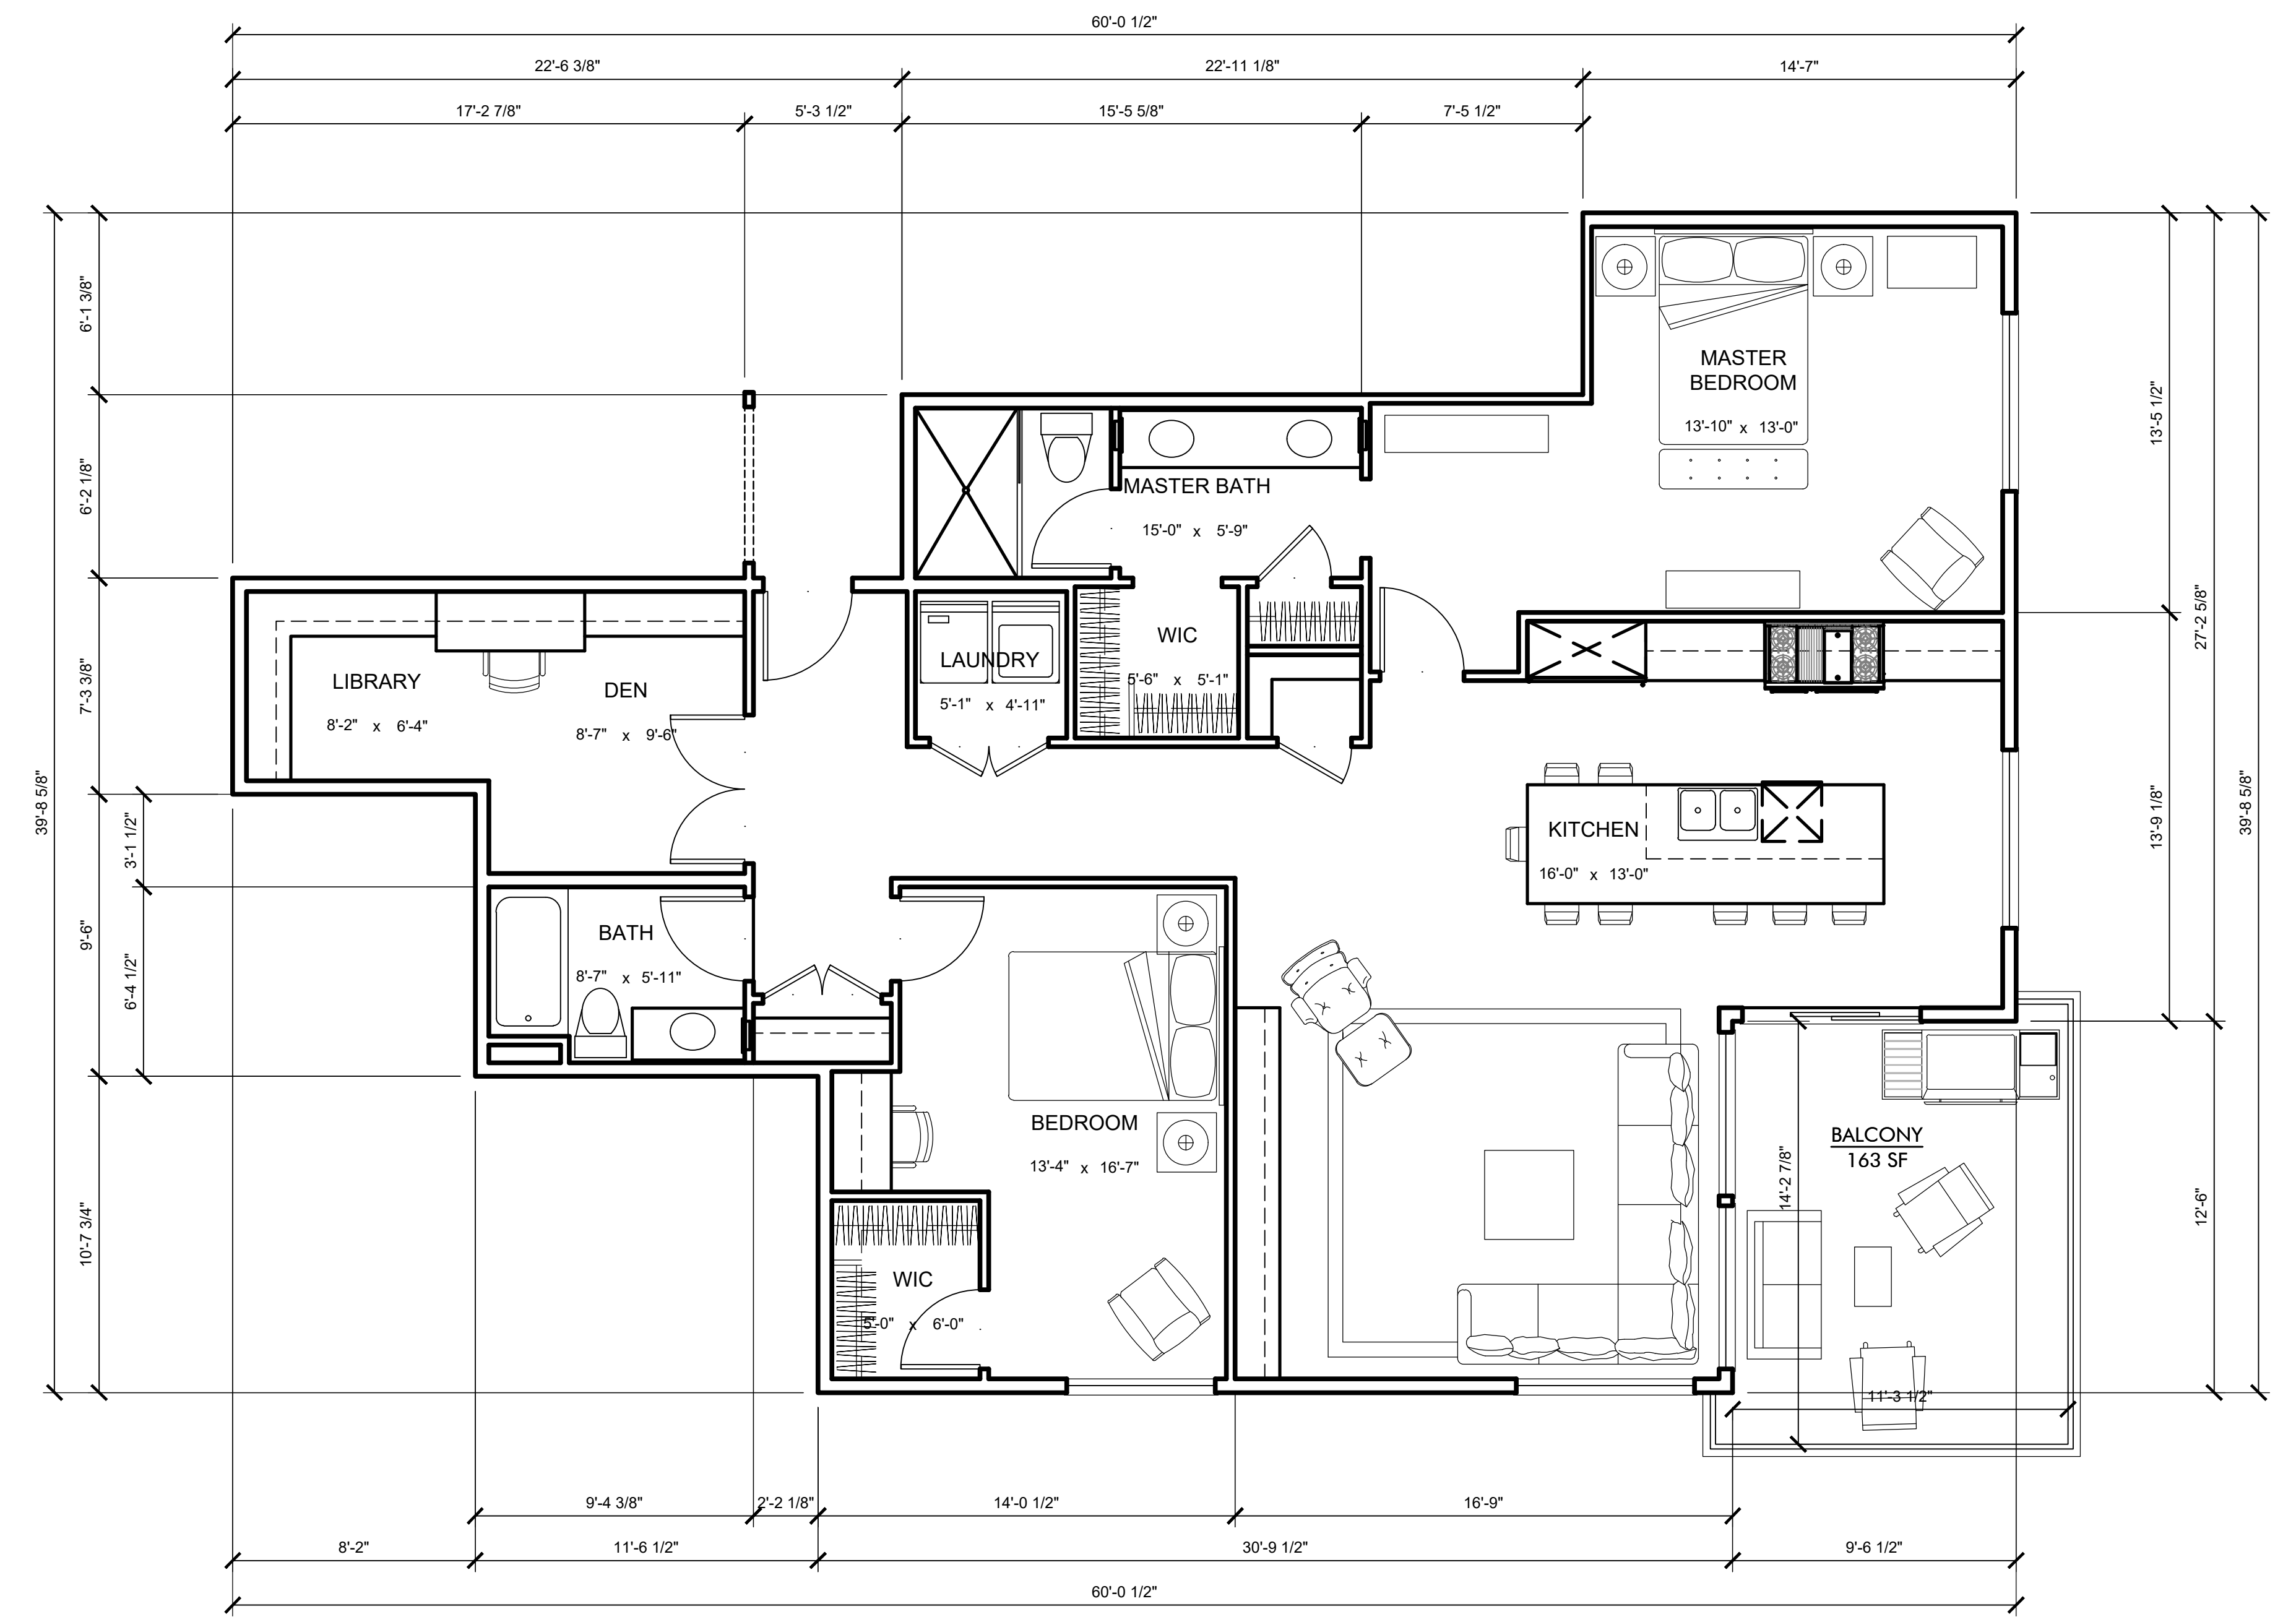 60'-0 1/2"
22'-6 3/8"
22'-11 1/8"
14'-7"
17'-2 7/8"
5'-3 1/2"
15'-5 5/8"
7'-5 1/2"
39'-8 5/8"
6'-1 3/8"
6'-2 1/8"
7'-3 3/8"
3'-1 1/2"
9'-6"
6'-4 1/2"
10'-7 3/4"
MASTER
BEDROOM
13'-10" x 13'-0"
MASTER BATH
15'-0" x 5'-9"
WIC
5'-6" x 5'-1"
LAUNDRY
5'-1" x 4'-11"
LIBRARY
8'-2" x 6'-4"
DEN
8'-7" x 9'-6"
KITCHEN
16'-0" x 13'-0"
BATH
8'-7" x 5'-11"
BEDROOM
13'-4" x 16'-7"
WIC
5'-0" x 6'-0"
BALCONY
163 SF
14'-2 7/8"
11'-3 1/2"
13'-5 1/2"
27'-2 5/8"
13'-9 1/8"
39'-8 5/8"
12'-6"
9'-4 3/8"
2'-2 1/8"
14'-0 1/2"
16'-9"
8'-2"
11'-6 1/2"
30'-9 1/2"
9'-6 1/2"
60'-0 1/2"